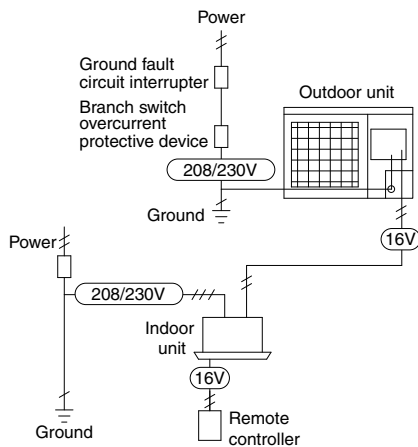 Power
Ground fault
circuit interrupter
Outdoor unit
Branch switch
overcurrent
protective device
208/230V
Ground
16V
Power
208/230V
Indoor
unit
16V
Ground
Remote
controller